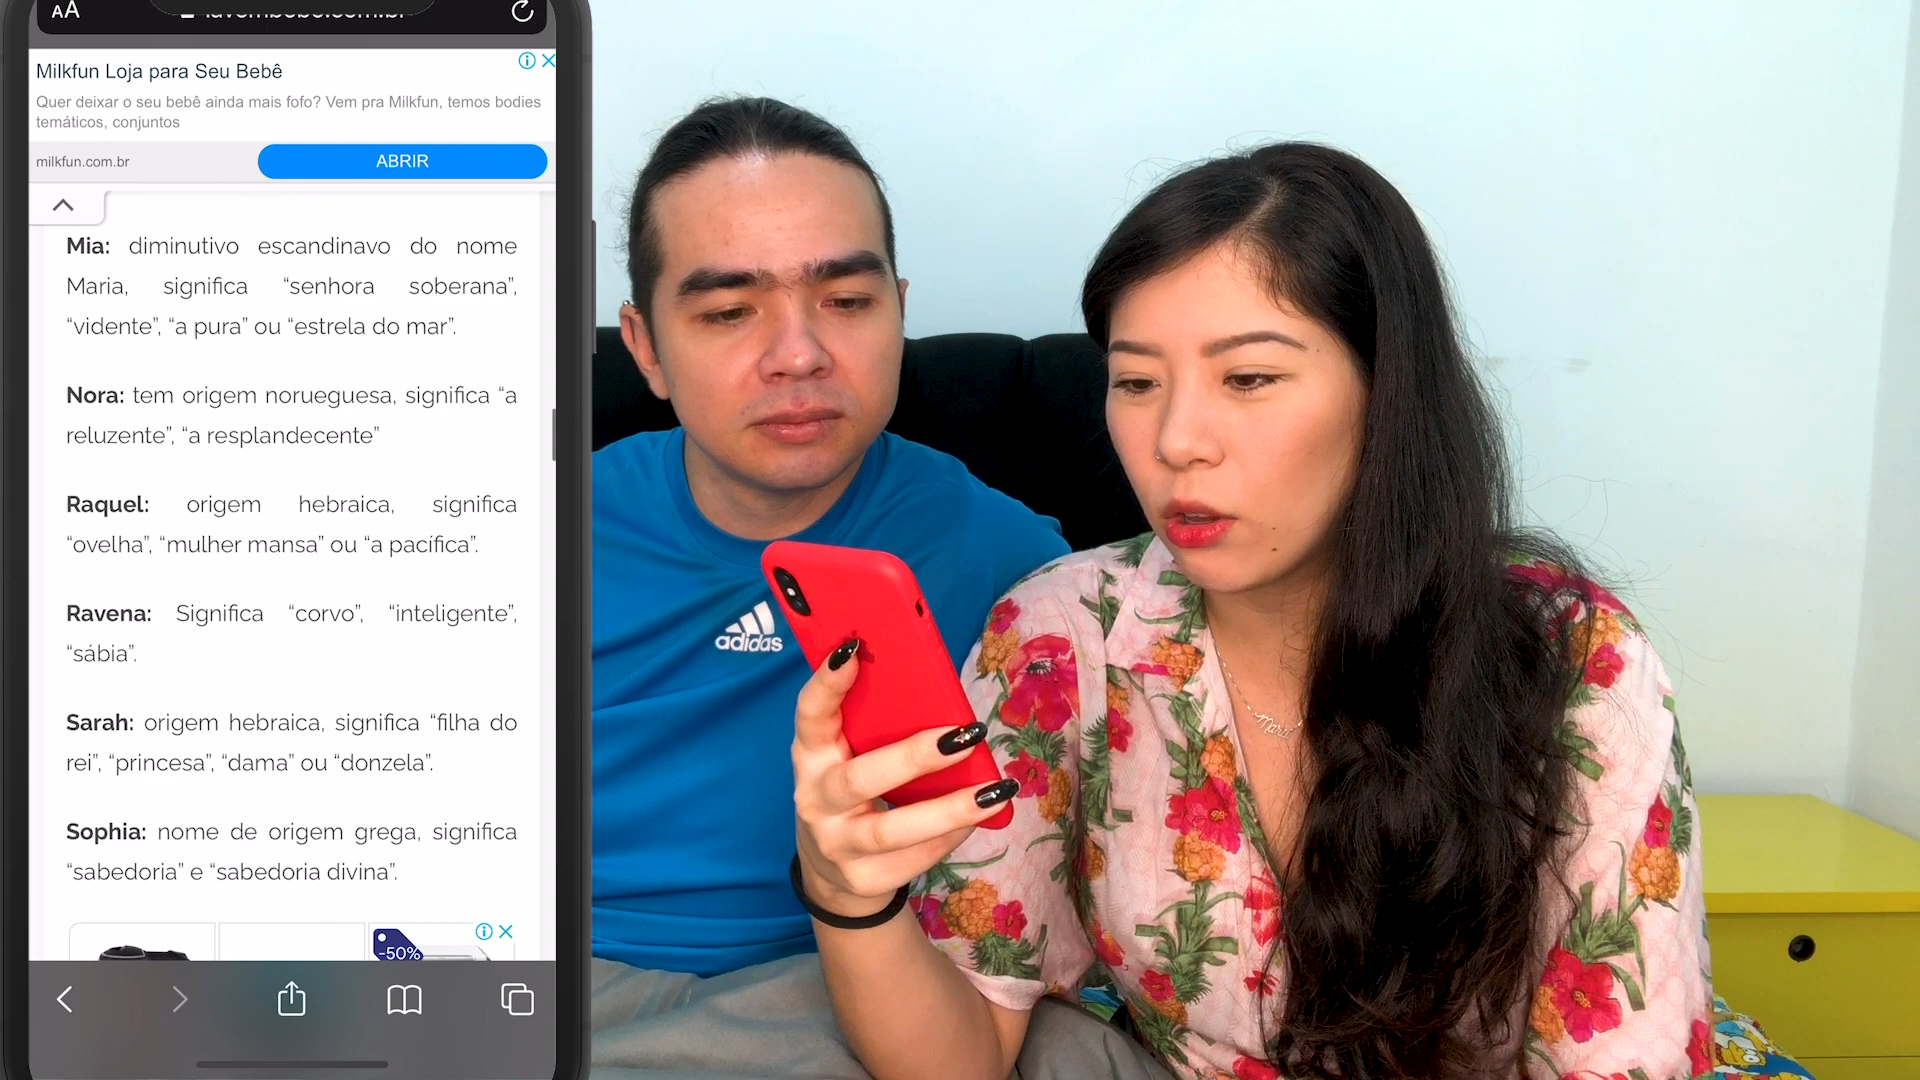 AA
Milkfun Loja para Seu Bebê
Quer deixar o seu bebê ainda mais fofo? Vem pra Milkfun, temos bodies
temáticos, conjuntos
milkfun.com.br
ABRIR
Mia: diminutivo escandinavo do nome
Maria, significa “senhora soberana”,
“vidente”, “a pura” ou “estrela do mar”.
Nora: tem origem norueguesa, significa “a
reluzente”, “a resplandecente”
Raquel: origem hebraica, significa
“ovelha”, “mulher mansa” ou “a pacífica”.
Ravena: Significa “corvo”, “inteligente”,
“sábia”.
Sarah: origem hebraica, significa “filha do
rei”, “princesa”, “dama” ou “donzela”.
Sophia: nome de origem grega, significa
“sabedoria” e “sabedoria divina”.
-50%
adidas